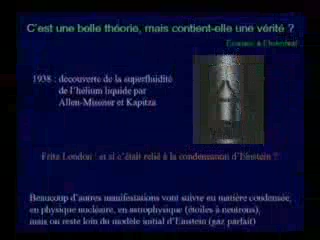 C'est une belle théorie, mais contient-elle une vérité ?
Einstein à Ehrenfest
1938 : decouverte de la superfluidité
de l'hélium liquide par
Allen-Missner et Kapitza
Fritz London : et si c'était relié à la condensation d'Einstein ?
Beaucoup d'autres manifestations vont suivre en matière condensée,
en physique nucléaire, en astrophysique (étoiles à neutrons),
mais on reste loin du modèle initial d'Einstein (gaz parfait)